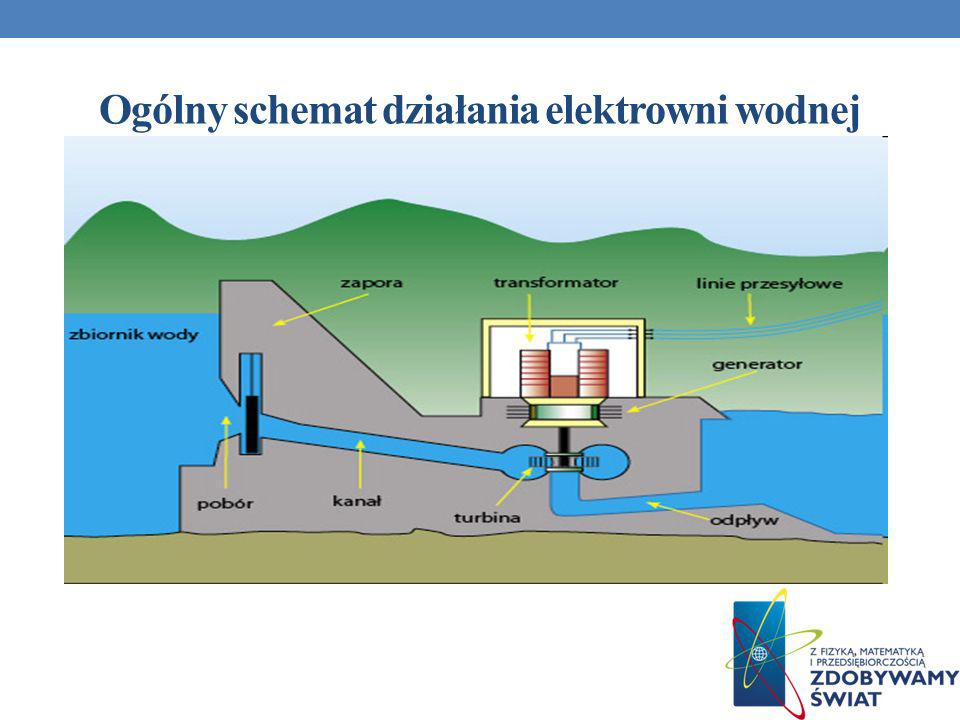 Ogólny schemat działania elektrowni wodnej
zapora
transformator
linie przesyłowe
zbiornik wody
generator
pobór
kanał
turbina
odpływ
Z FIZYKĄ, MATEMATYKĄ
I PRZEDSIĘBIORCZOŚCIĄ
ZDOBYWAMY
ŚWIAT